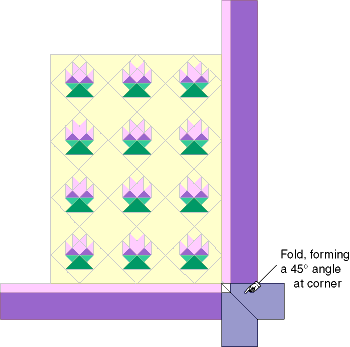 Fold, forming
a 45° angle
at corner